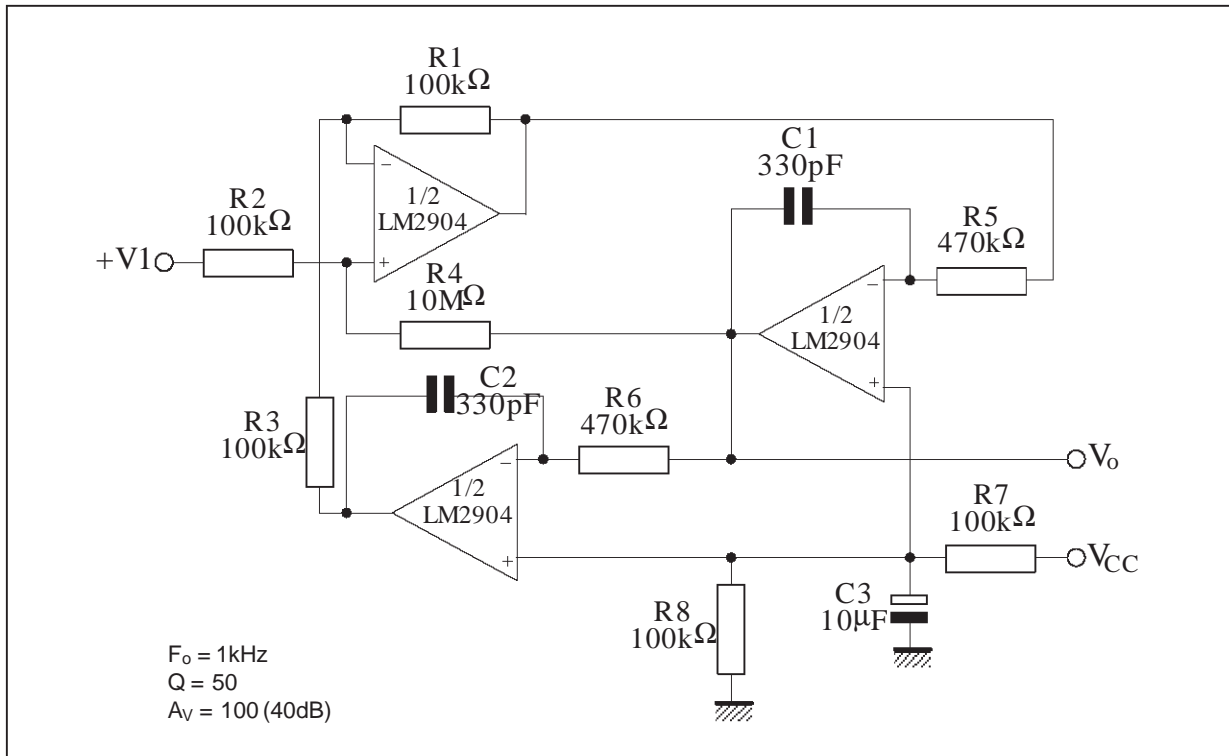 R1
100kΩ
C1
330pF
R2
100kΩ
1/2
LM2904
R5
470kΩ
+V1
−
+
R4
10MΩ
−
1/2
LM2904
+
C2
330pF
R6
470kΩ
R3
100kΩ
−
1/2
LM2904
+
Vo
R7
100kΩ
VCC
R8
100kΩ
C3
10µF
Fo = 1kHz
Q = 50
AV = 100 (40dB)